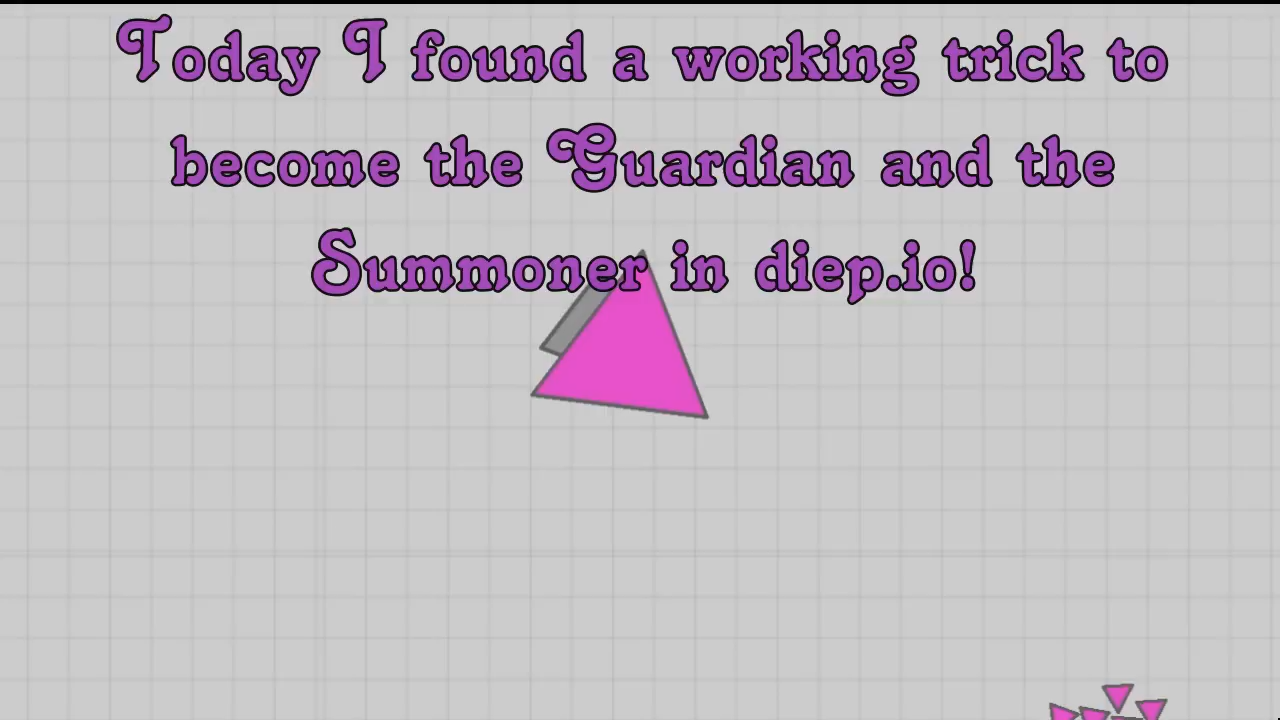 Today I found a working trick to
become the Guardian and the
Summoner in diep.io!